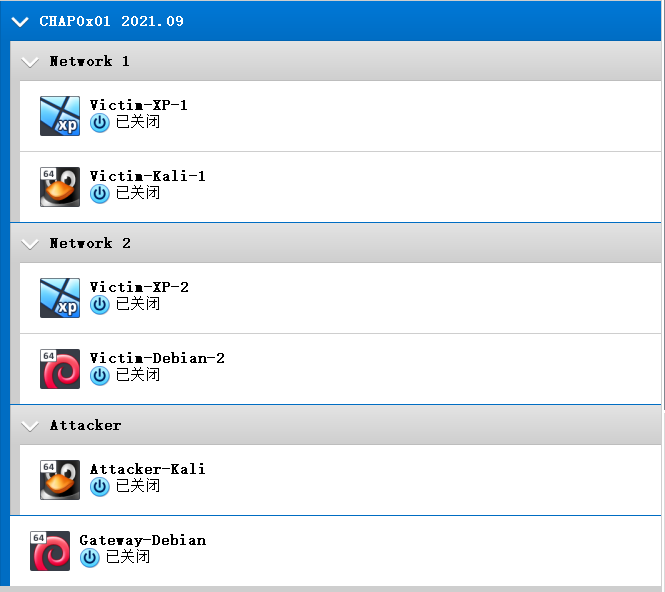 CHAP0x01 2021.09
Network 1
Victim-XP-1
xp
已关闭
Victim-Kali-1
64
已关闭
Network 2
Victim-XP-2
xp
已关闭
Victim-Debian-2
64
已关闭
Attacker
Attacker-Kali
64
已关闭
Gateway-Debian
64
已关闭